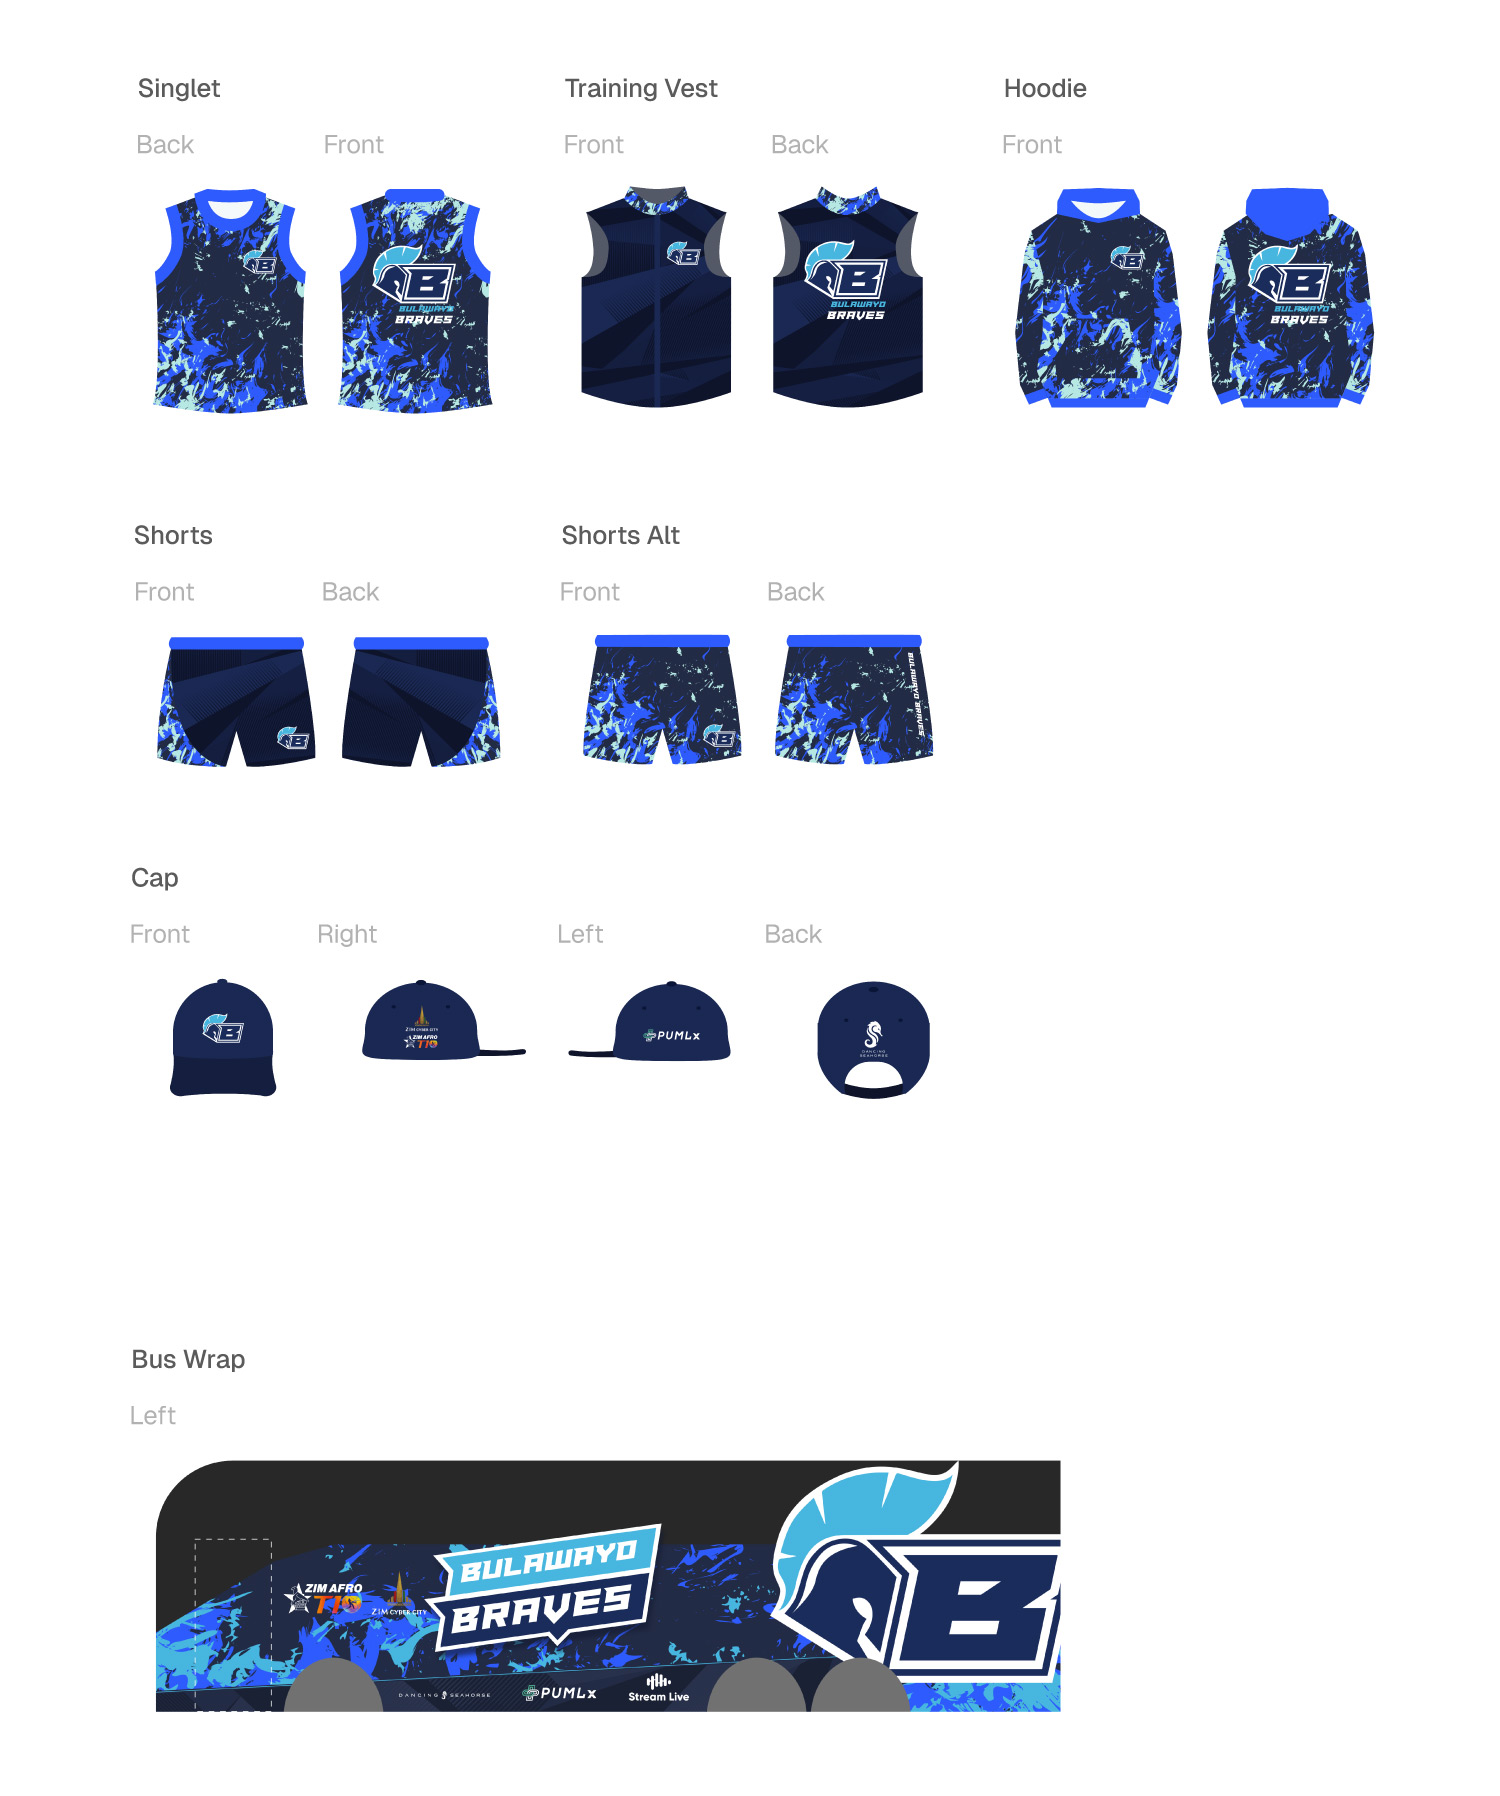 Singlet
Training Vest
Hoodie
Back
Front
Front
Back
Front
B
B
B
B
B
B
BULAWAYO
BRAVES
BULAWAYO
BRAVES
BULAWAYO
BRAVES
Shorts
Shorts Alt
Front
Back
Front
Back
BULAWAYO BRAVES
B
B
Cap
Front
Right
Left
Back
B
ZIM CYBER CITY
ZIM AFRO
T10
PUMLx
DANCING
SEAHORSE
Bus Wrap
Left
BULAWAYO
BRAVES
ZIM AFRO
T10
ZIM CYBER CITY
B
DANCING SEAHORSE
PUMLx
Stream Live